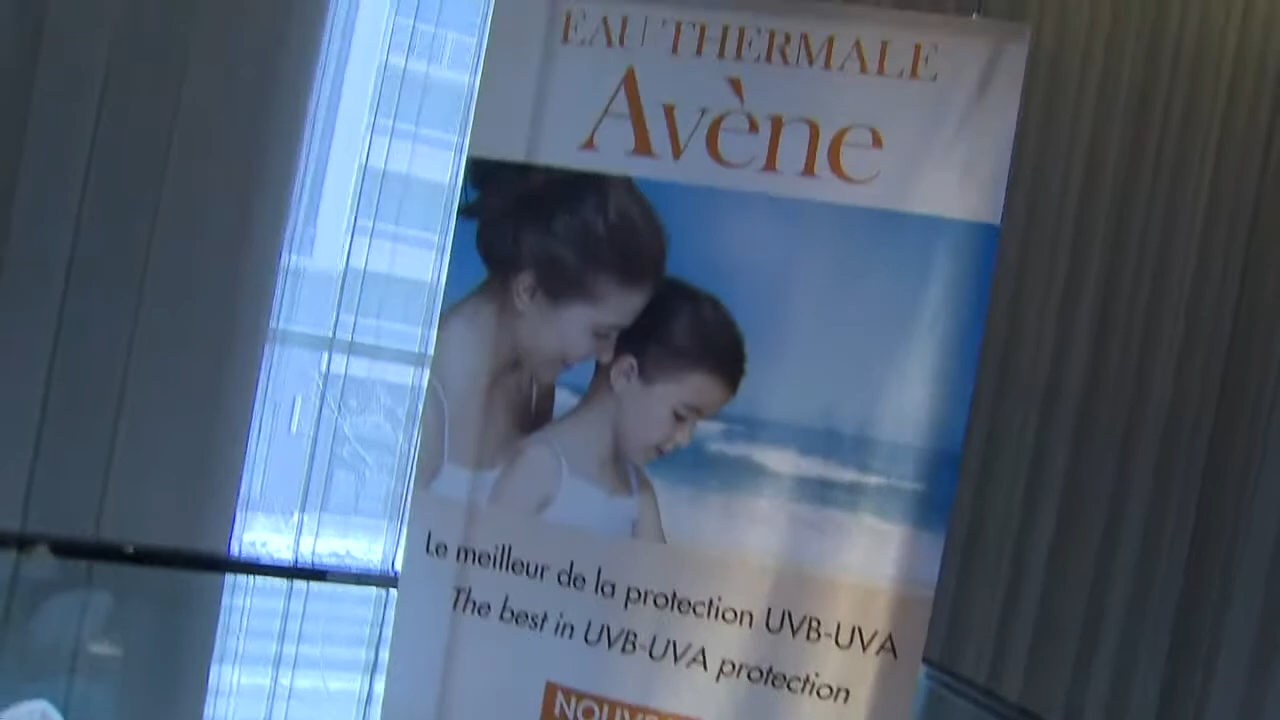 EAU THERMALE
Avène
Le meilleur de la protection UVB-UVA
The best in UVB-UVA protection